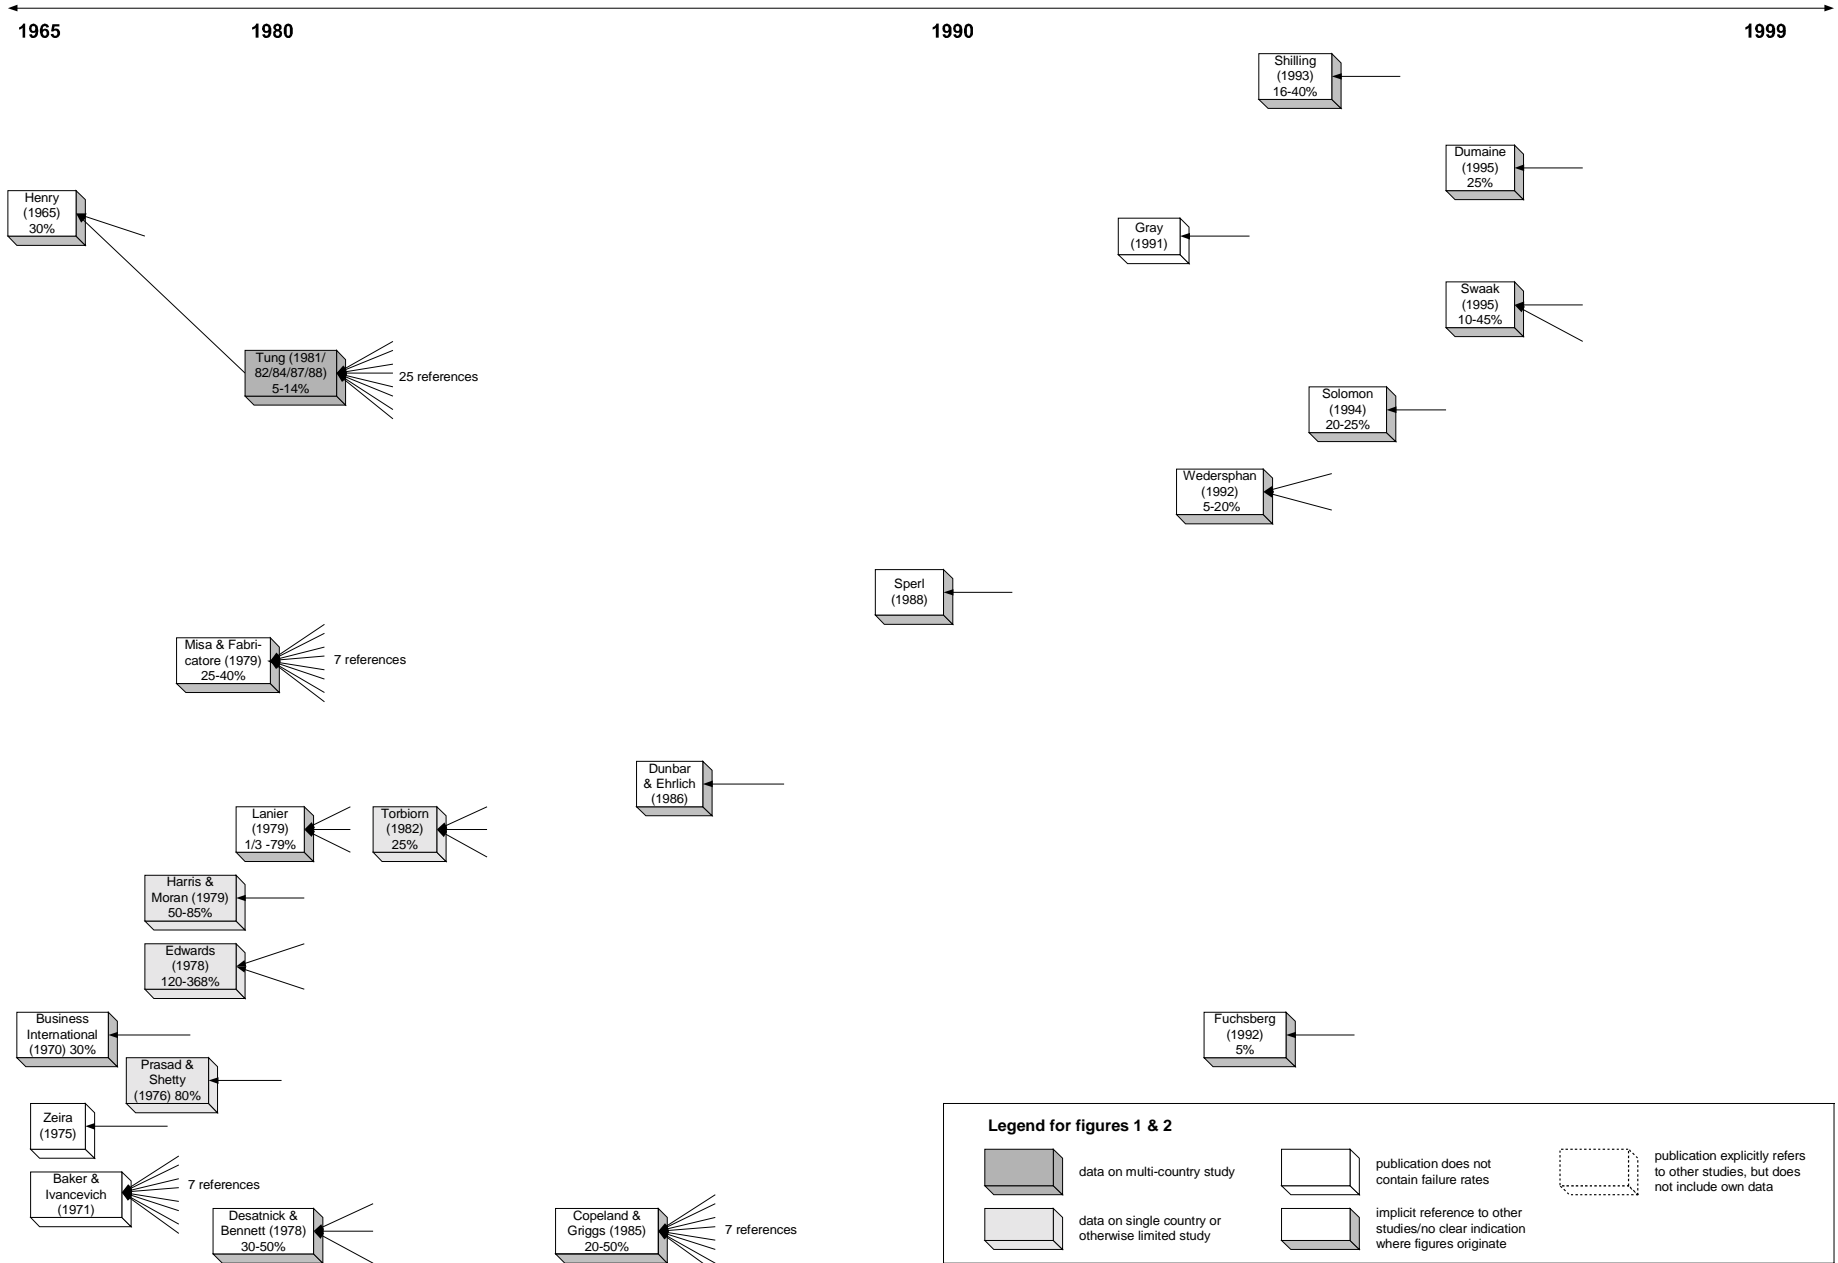 1965
1980
1990
1999
Shilling
(1993)
16-40%
Dumaine
(1995)
25%
Henry
(1965)
30%
Gray
(1991)
Swaak
(1995)
10-45%
Tung (1981/
82/84/87/88)
5-14%
25 references
Solomon
(1994)
20-25%
Wedersphan
(1992)
5-20%
Sperl
(1988)
Misa & Fabri-
catore (1979)
25-40%
7 references
Dunbar
& Ehrlich
(1986)
Lanier
(1979)
1/3 -79%
Torbiorn
(1982)
25%
Harris &
Moran (1979)
50-85%
Edwards
(1978)
120-368%
Business
International
(1970) 30%
Fuchsberg
(1992)
5%
Prasad &
Shetty
(1976) 80%
Zeira
(1975)
Baker &
Ivancevich
(1971)
7 references
Desatnick &
Bennett (1978)
30-50%
Copeland &
Griggs (1985)
20-50%
7 references
Legend for figures 1 & 2
data on multi-country study
publication does not
contain failure rates
publication explicitly refers
to other studies, but does
not include own data
data on single country or
otherwise limited study
implicit reference to other
studies/no clear indication
where figures originate